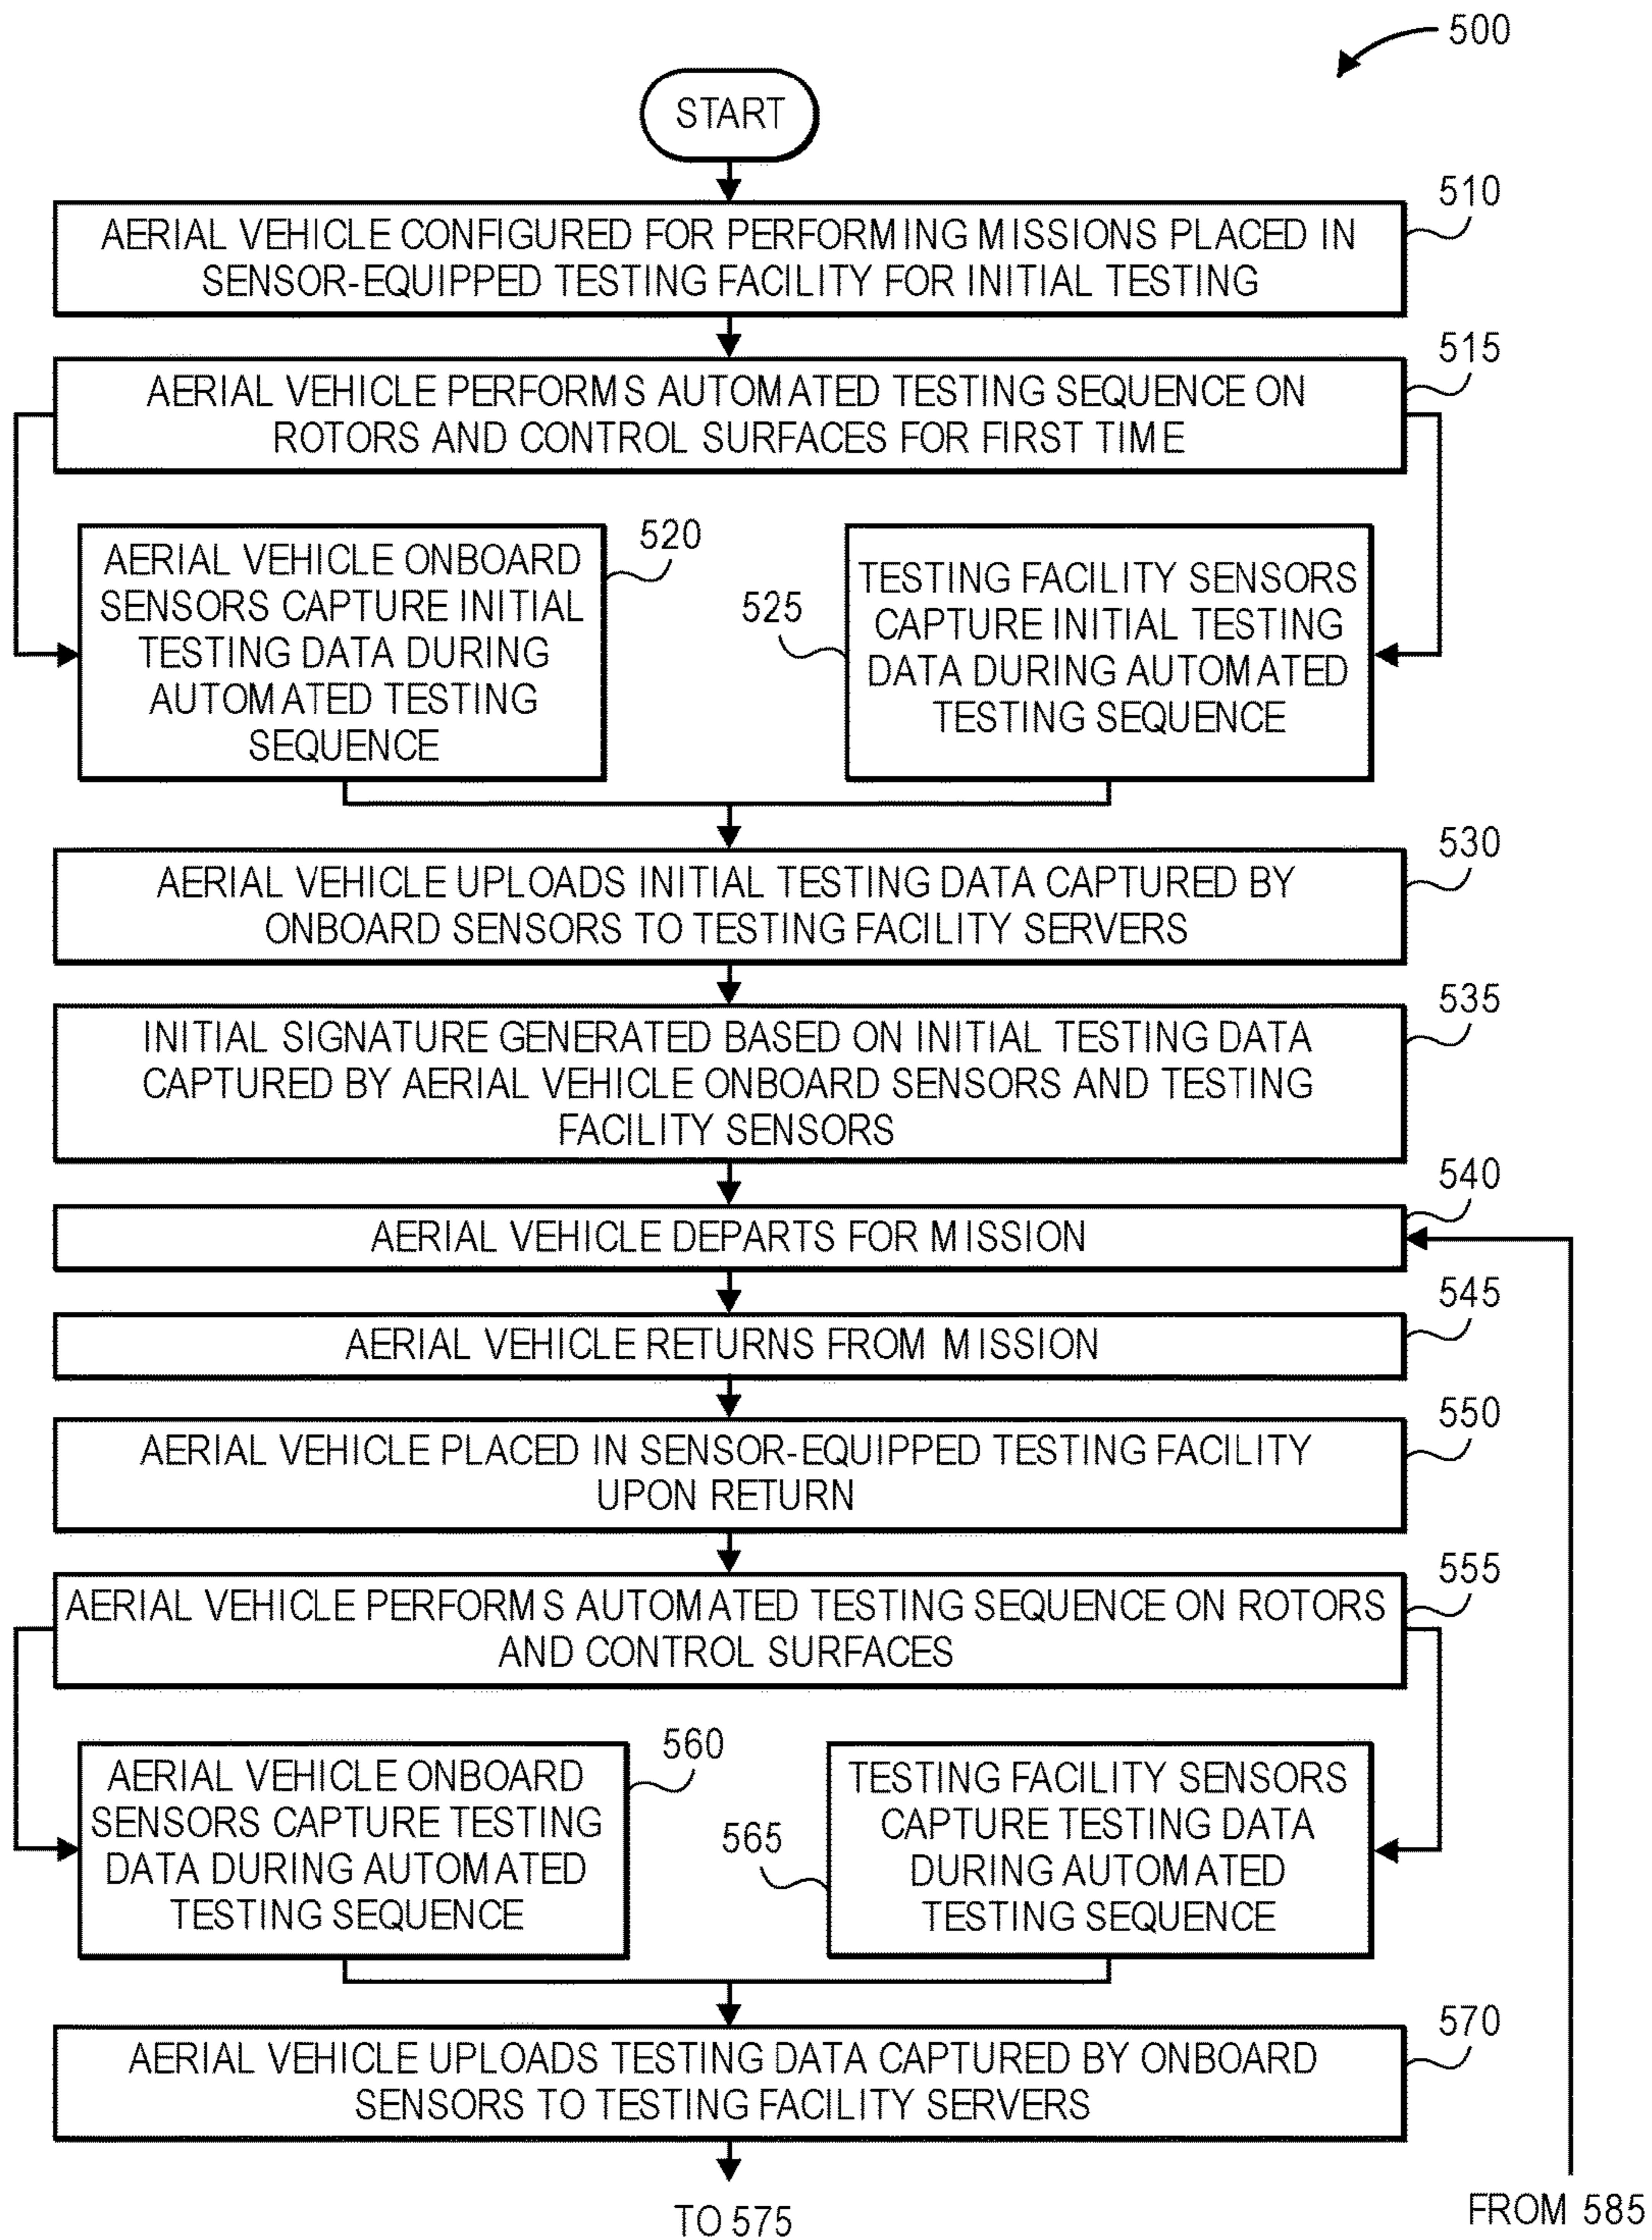 500
START
510
AERIAL VEHICLE CONFIGURED FOR PERFORMING MISSIONS PLACED IN
SENSOR-EQUIPPED TESTING FACILITY FOR INITIAL TESTING
515
AERIAL VEHICLE PERFORMS AUTOMATED TESTING SEQUENCE ON
ROTORS AND CONTROL SURFACES FOR FIRST TIME
520
AERIAL VEHICLE ONBOARD
SENSORS CAPTURE INITIAL
TESTING DATA DURING
AUTOMATED TESTING
SEQUENCE
525
TESTING FACILITY SENSORS
CAPTURE INITIAL TESTING
DATA DURING AUTOMATED
TESTING SEQUENCE
530
AERIAL VEHICLE UPLOADS INITIAL TESTING DATA CAPTURED BY
ONBOARD SENSORS TO TESTING FACILITY SERVERS
535
INITIAL SIGNATURE GENERATED BASED ON INITIAL TESTING DATA
CAPTURED BY AERIAL VEHICLE ONBOARD SENSORS AND TESTING
FACILITY SENSORS
540
AERIAL VEHICLE DEPARTS FOR MISSION
545
AERIAL VEHICLE RETURNS FROM MISSION
550
AERIAL VEHICLE PLACED IN SENSOR-EQUIPPED TESTING FACILITY
UPON RETURN
555
AERIAL VEHICLE PERFORMS AUTOMATED TESTING SEQUENCE ON ROTORS
AND CONTROL SURFACES
560
AERIAL VEHICLE ONBOARD
SENSORS CAPTURE TESTING
DATA DURING AUTOMATED
TESTING SEQUENCE
565
TESTING FACILITY SENSORS
CAPTURE TESTING DATA
DURING AUTOMATED
TESTING SEQUENCE
570
AERIAL VEHICLE UPLOADS TESTING DATA CAPTURED BY ONBOARD
SENSORS TO TESTING FACILITY SERVERS
TO 575
FROM 585